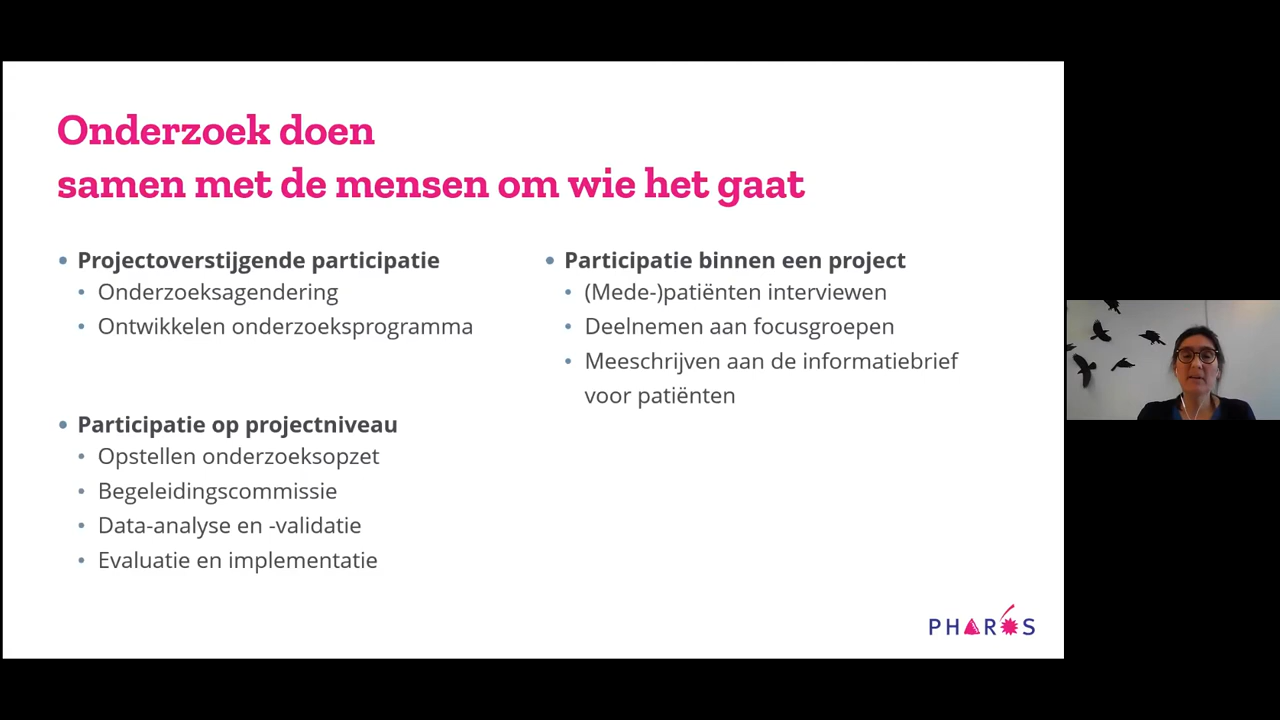 Onderzoek doen
samen met de mensen om wie het gaat
• Projectoverstijgende participatie
• Onderzoeksagendering
• Ontwikkelen onderzoeksprogramma
• Participatie op projectniveau
• Opstellen onderzoeksopzet
• Begeleidingscommissie
• Data-analyse en -validatie
• Evaluatie en implementatie
• Participatie binnen een project
• (Mede-)patiënten interviewen
• Deelnemen aan focusgroepen
• Meeschrijven aan de informatiebrief
voor patiënten
PHAROS